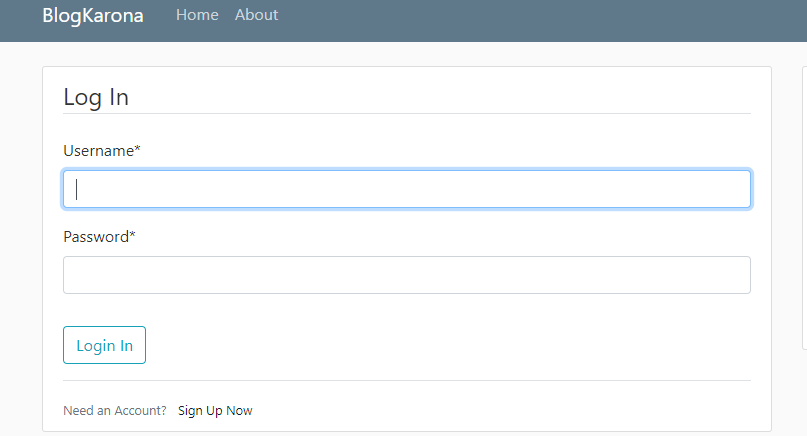 BlogKarona Home About
Log In
Username*
Password*
Login In
Need an Account? Sign Up Now